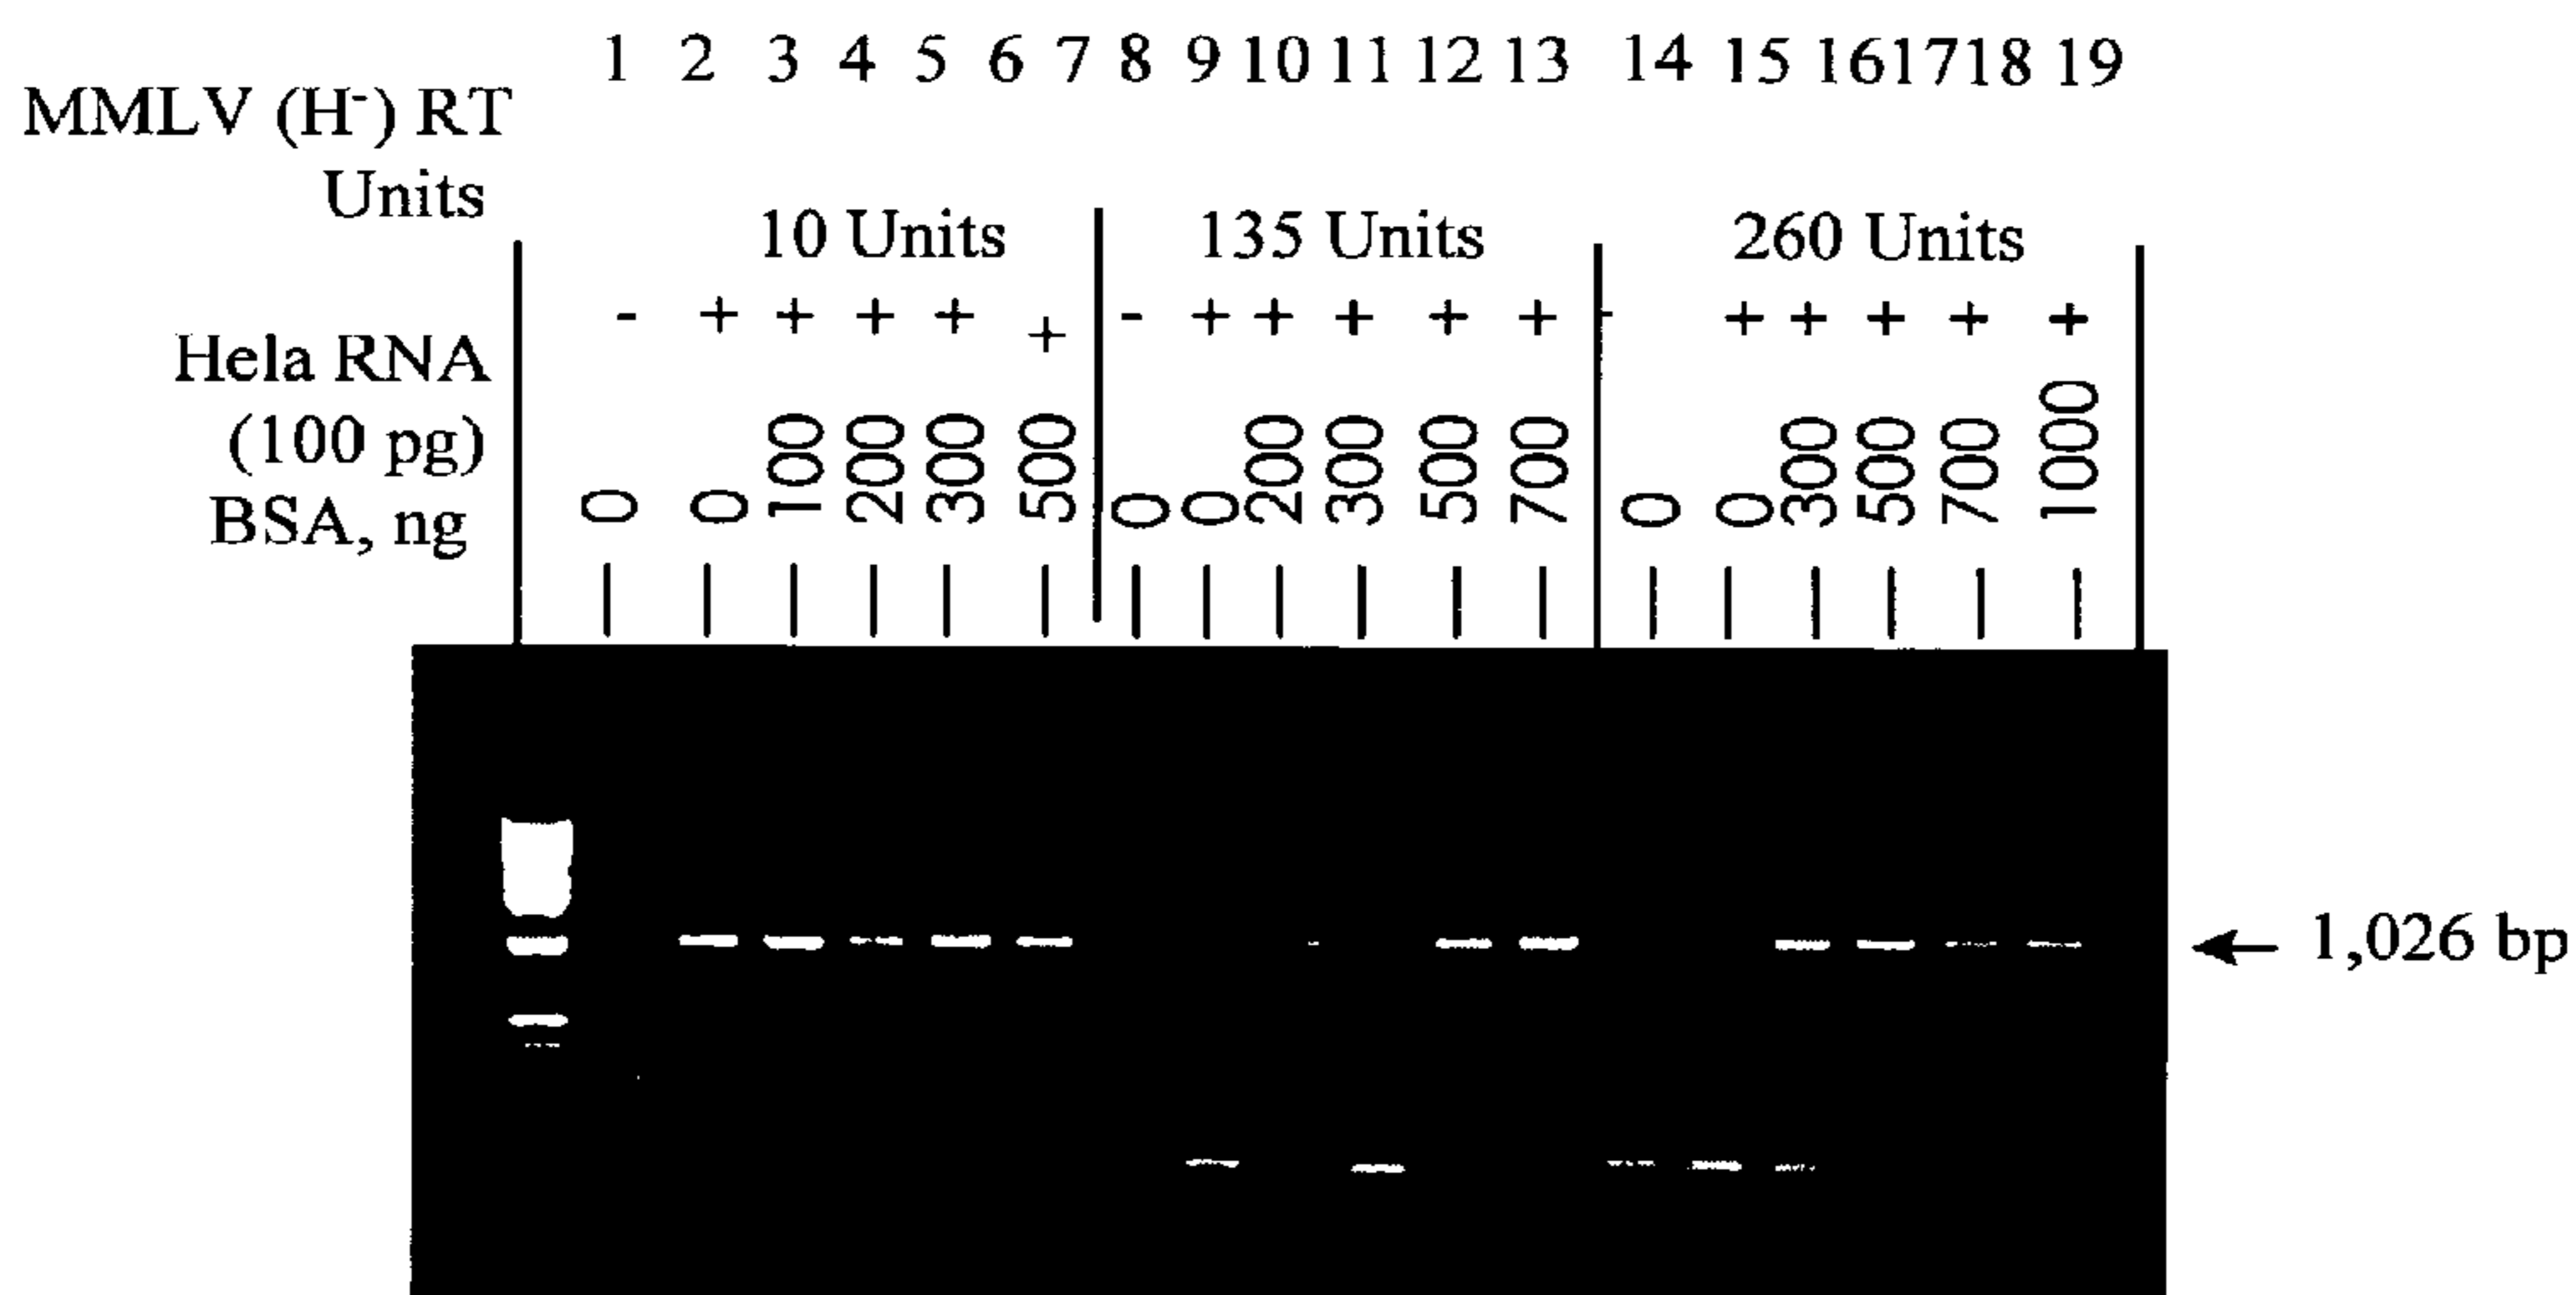 1 2 3 4 5 6 7 8 9 10 11 12 13 14 15 16 17 18 19
MMLV (H⁻) RT
Units
10 Units 135 Units 260 Units
- + + + + + - + + + + + - + + + + +
Hela RNA
(100 pg)
BSA, ng
0 0 100 200 300 500 0 0 200 300 500 700 0 0 300 500 700 1000
← 1,026 bp